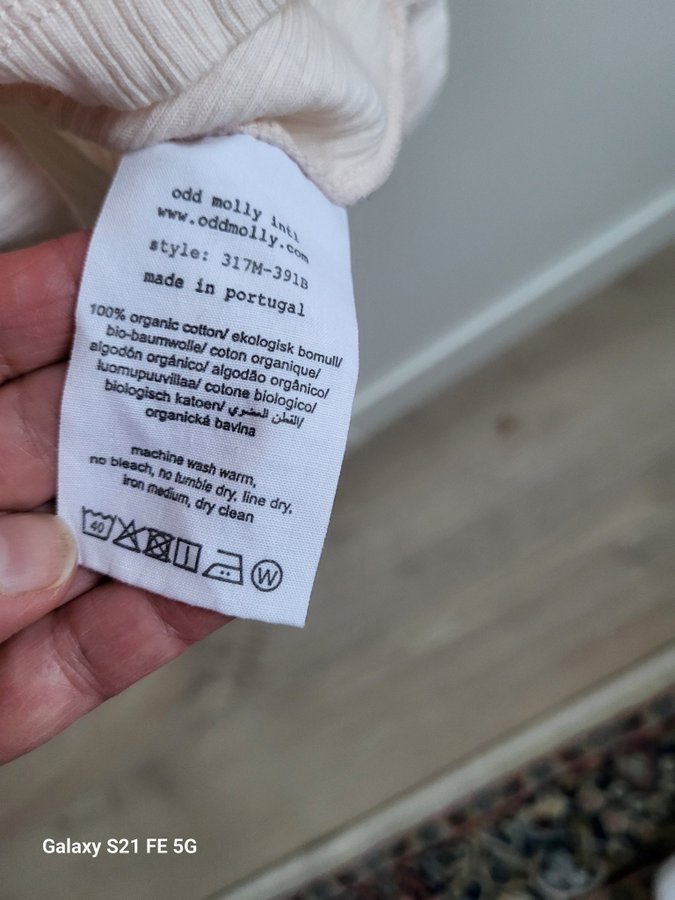 odd molly intl
www.oddmolly.com
style: 317M-391B
made in portugal
100% organic cotton/ ekologisk bomull/
bio-baumwolle/ coton organique/
algodón orgánico/ algodão orgânico/
luomupuuvillaa/ cotone biologico/
biologisch katoen/ القطن العضوي/
organická bavlna
machine wash warm,
no bleach, no tumble dry, line dry,
iron medium, dry clean
40
W
Galaxy S21 FE 5G